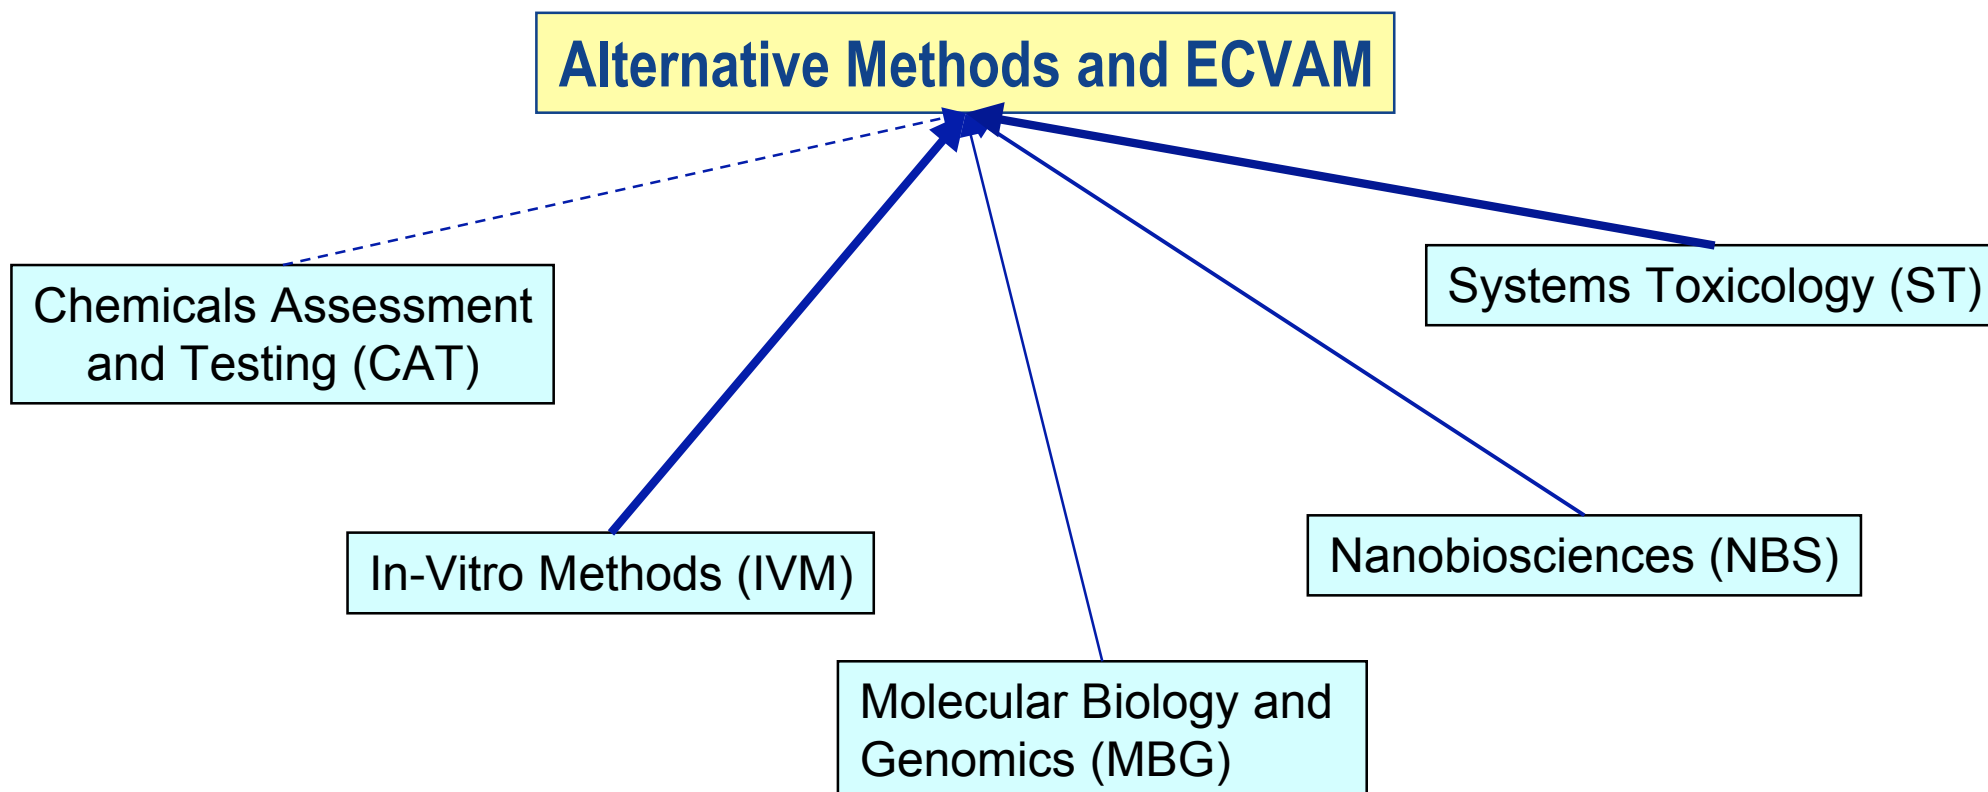 Alternative Methods and ECVAM
Chemicals Assessment
and Testing (CAT)
Systems Toxicology (ST)
In-Vitro Methods (IVM)
Nanobiosciences (NBS)
Molecular Biology and
Genomics (MBG)